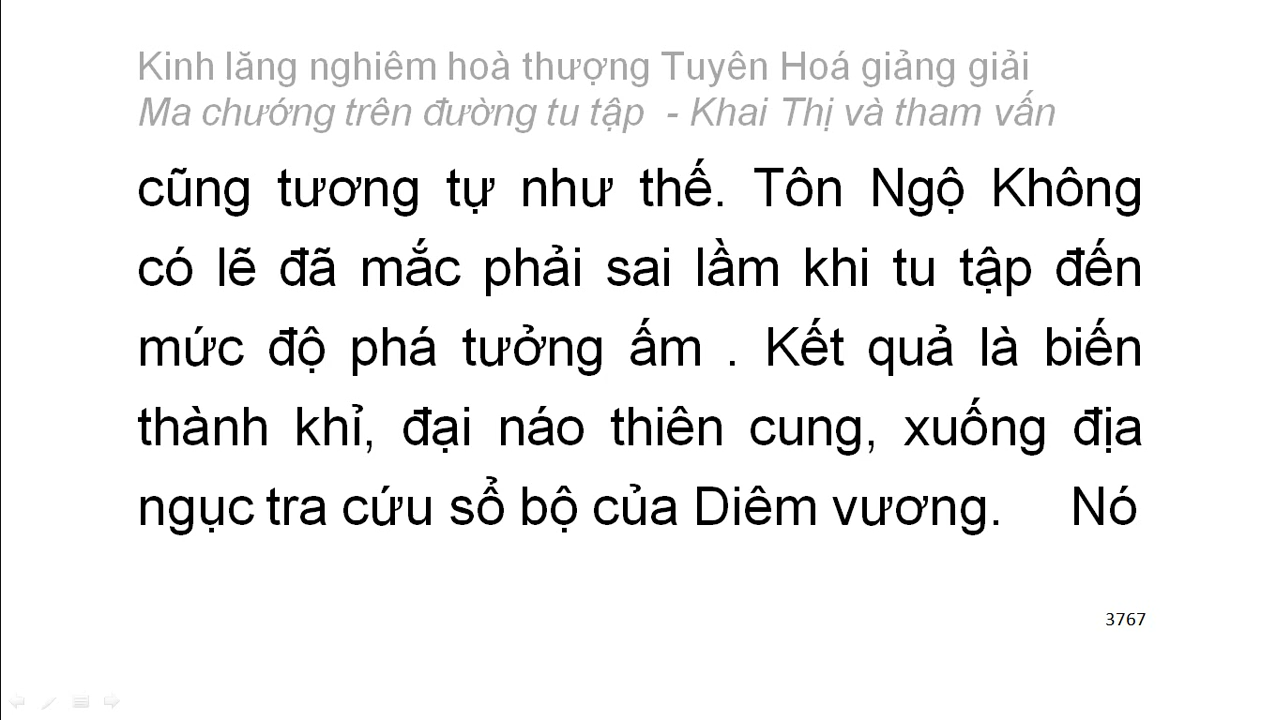 Kinh lăng nghiêm hoà thượng Tuyên Hoá giảng giải
Ma chướng trên đường tu tập  - Khai Thị và tham vấn
cũng tương tự như thế. Tôn Ngộ Không
có lẽ đã mắc phải sai lầm khi tu tập đến
mức độ phá tưởng ấm . Kết quả là biến
thành khỉ, đại náo thiên cung, xuống địa
ngục tra cứu sổ bộ của Diêm vương.    Nó
3767